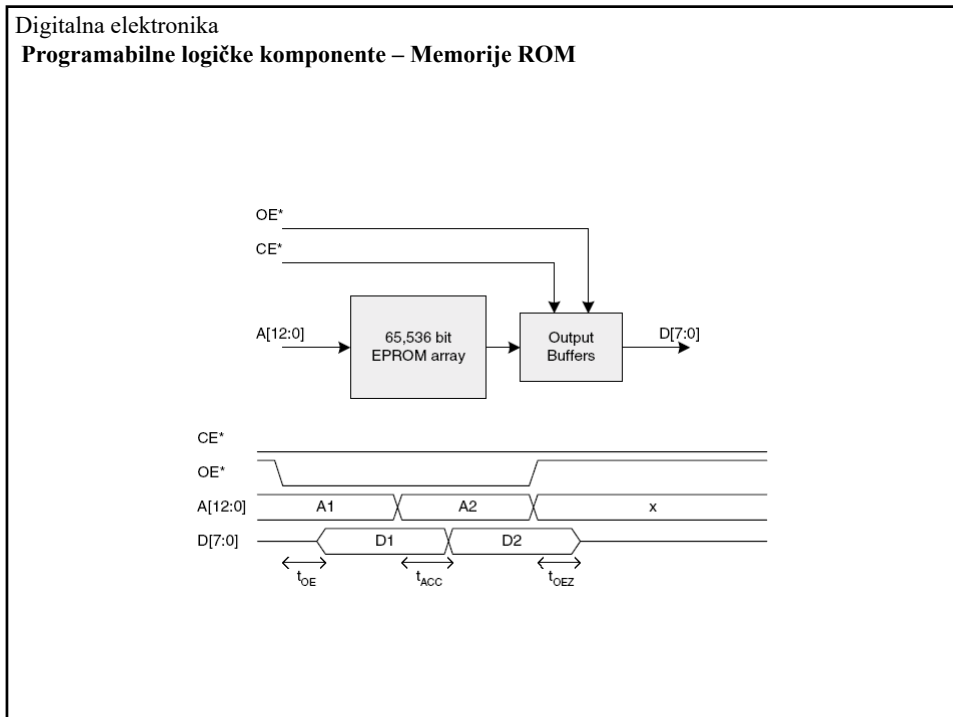 Digitalna elektronika
Programabilne logičke komponente – Memorije ROM
OE*
CE*
A[12:0]
65,536 bit
EPROM array
Output
Buffers
D[7:0]
CE*
OE*
A[12:0]
A1
A2
x
D[7:0]
D1
D2
tOE
tACC
tOEZ